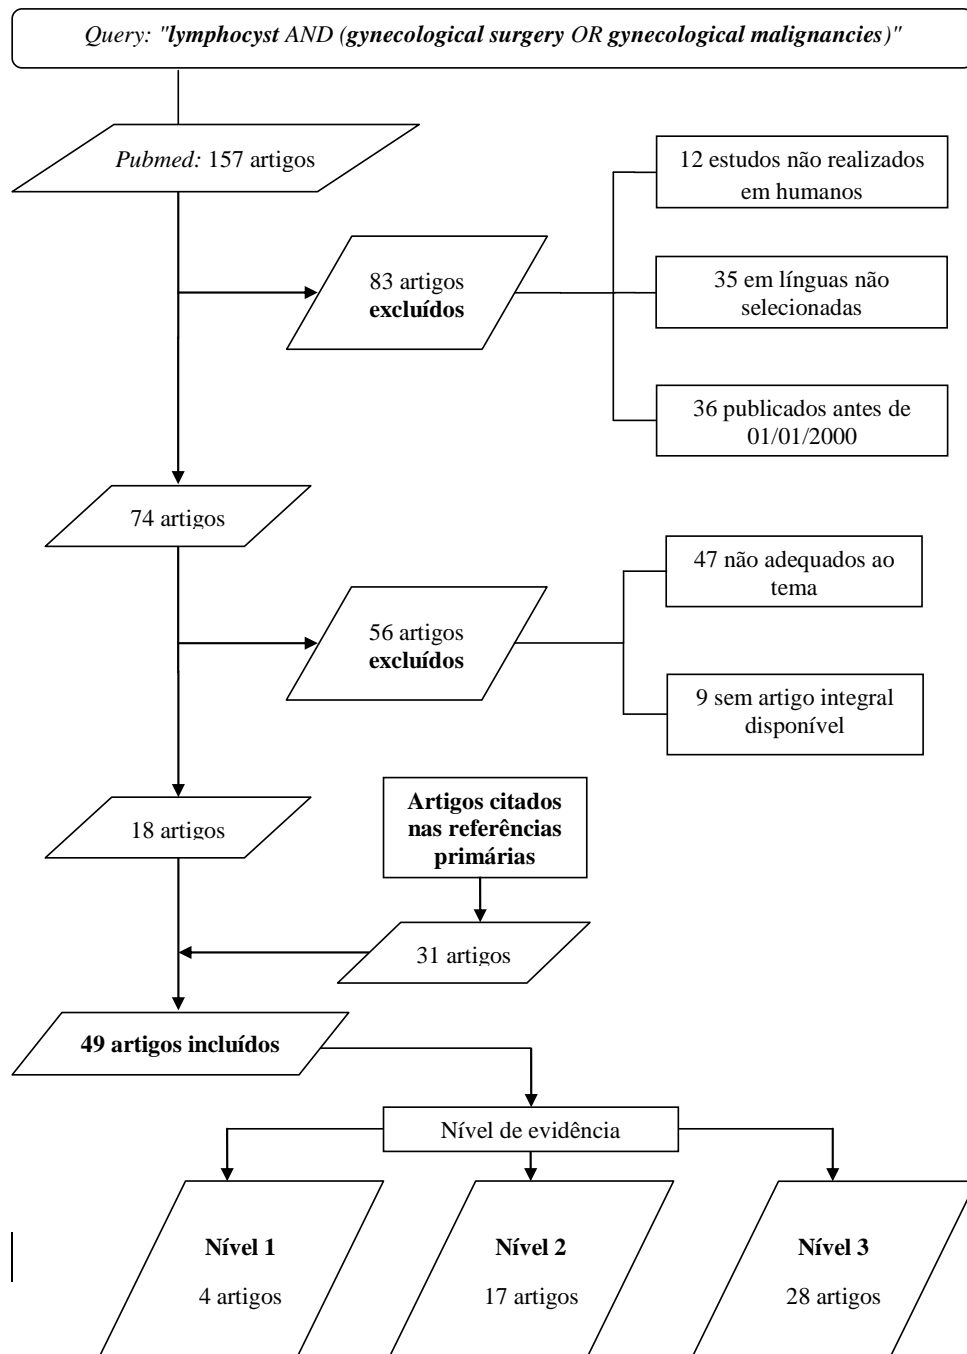 Query: "lymphocyst AND (gynecological surgery OR gynecological malignancies)"
Pubmed: 157 artigos
12 estudos não realizados
em humanos
83 artigos
excluídos
35 em línguas não
selecionadas
36 publicados antes de
01/01/2000
74 artigos
47 não adequados ao
tema
56 artigos
excluídos
9 sem artigo integral
disponível
18 artigos
Artigos citados
nas referências
primárias
31 artigos
49 artigos incluídos
Nível de evidência
Nível 1
4 artigos
Nível 2
17 artigos
Nível 3
28 artigos